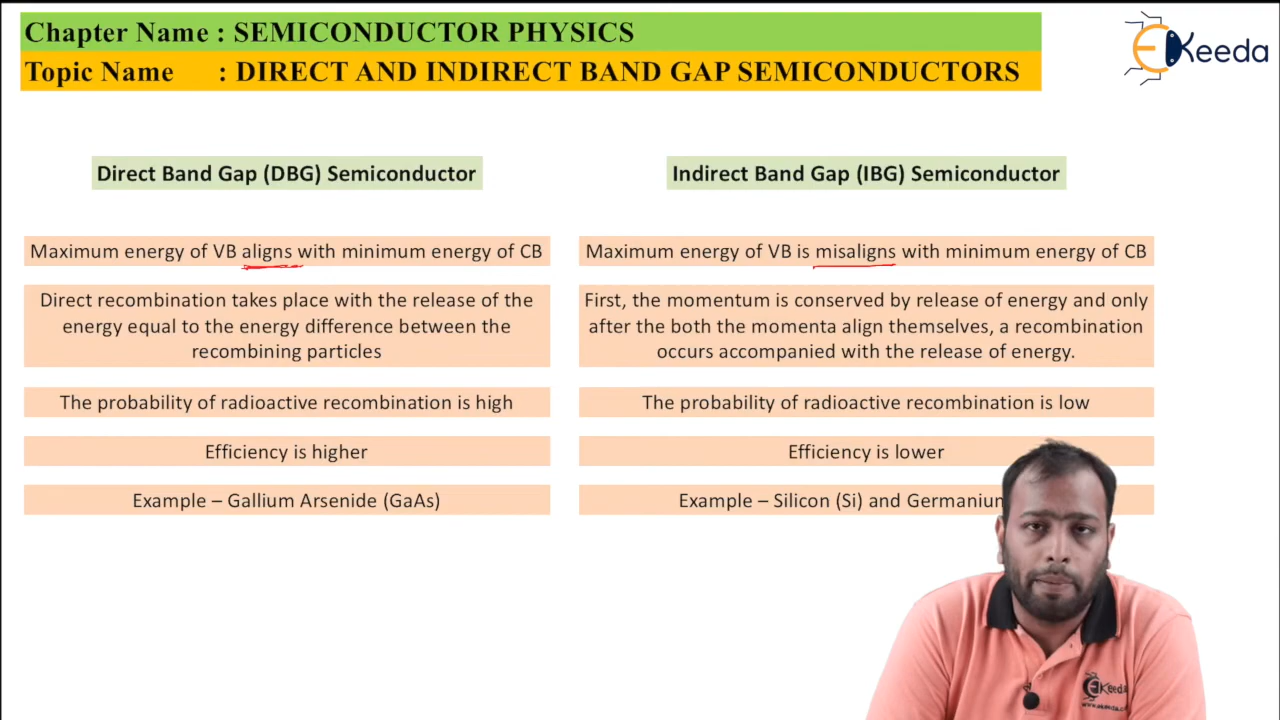 Chapter Name : SEMICONDUCTOR PHYSICS
Topic Name : DIRECT AND INDIRECT BAND GAP SEMICONDUCTORS
EKeeda
Direct Band Gap (DBG) Semiconductor
Indirect Band Gap (IBG) Semiconductor
Maximum energy of VB aligns with minimum energy of CB
Maximum energy of VB is misaligns with minimum energy of CB
Direct recombination takes place with the release of the
energy equal to the energy difference between the
recombining particles
First, the momentum is conserved by release of energy and only
after the both the momenta align themselves, a recombination
occurs accompanied with the release of energy.
The probability of radioactive recombination is high
The probability of radioactive recombination is low
Efficiency is higher
Efficiency is lower
Example – Gallium Arsenide (GaAs)
Example – Silicon (Si) and Germanium
EKeeda